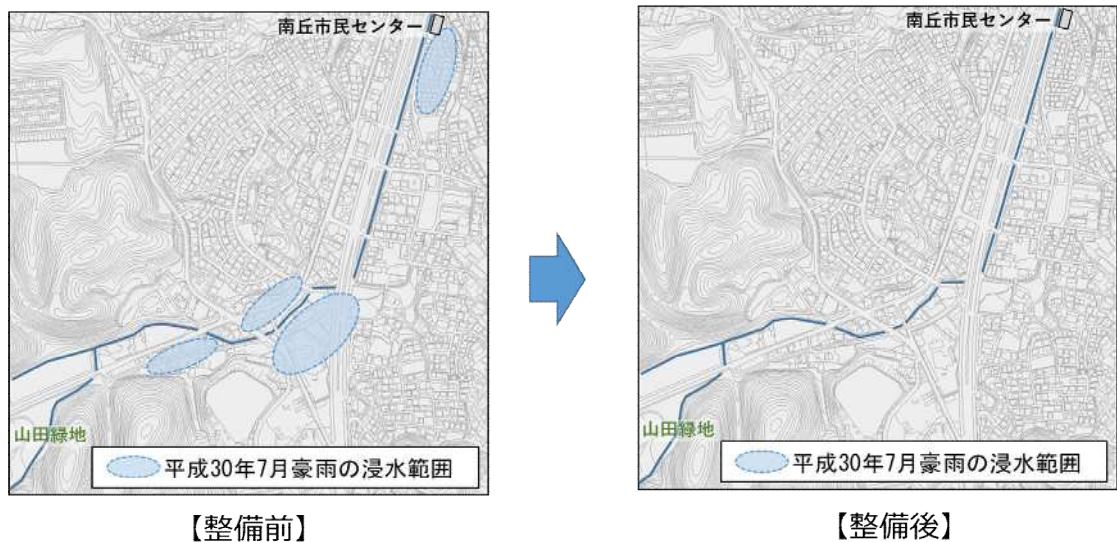 南丘市民センター
山田緑地
平成30年7月豪雨の浸水範囲
【整備前】
南丘市民センター
山田緑地
平成30年7月豪雨の浸水範囲
【整備後】